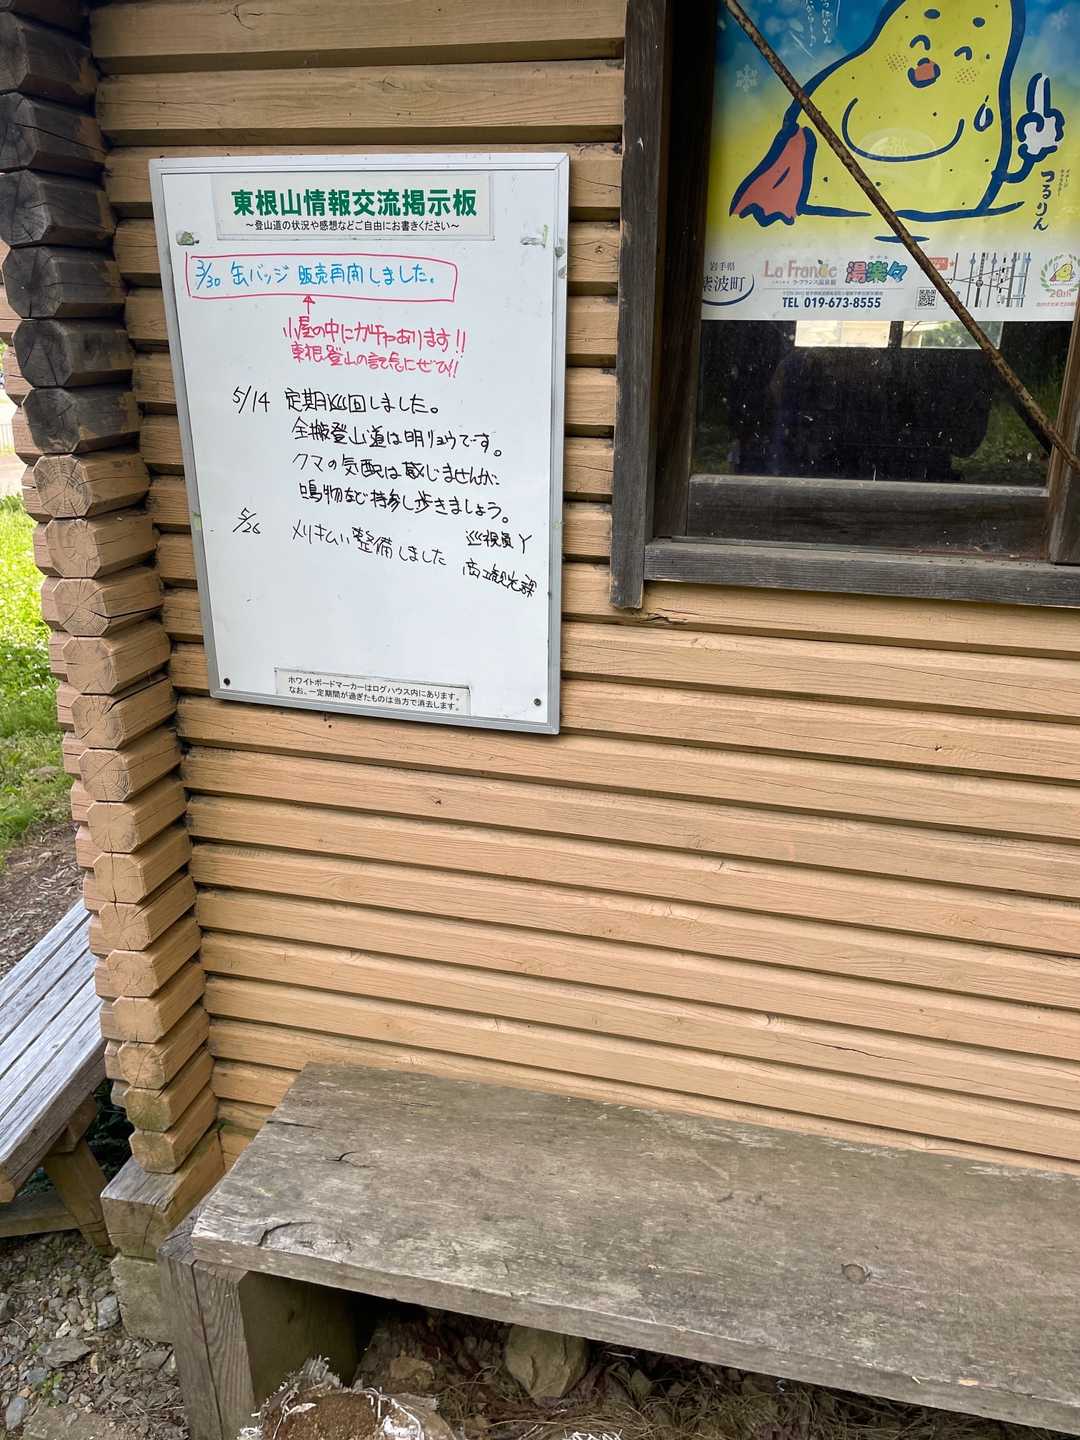 東根山情報交流掲示板
～登山道の状況や感想などご自由にお書きください～
3/30 缶バッジ 販売再開しました。
小屋の中にガチャあります!!
東根登山の記念にぜひ!!
5/14 定期巡回しました。
全般登山道は明リョウです。
クマの気配は感じませんが、
鳴物など持参し歩きましょう。
巡視員Y
5/26 刈り払い整備しました
商工観光課
ホワイトボードマーカーはログハウス内にあります。
なお、一定期間が過ぎたものは当方で消去します。
つるりん
岩手県
紫波町
La France
ラ・フランス温泉館
湯楽々
TEL 019-673-8555
20th